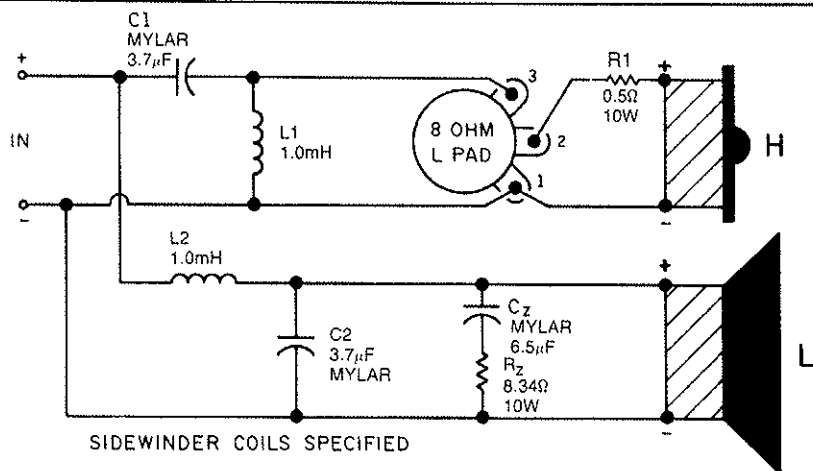 C1
MYLAR
3.7μF
+
IN
−
L1
1.0mH
8 OHM
L PAD
3
2
1
R1
0.5Ω
10W
+
−
H
L2
1.0mH
C2
3.7μF
MYLAR
Cz
MYLAR
6.5μF
Rz
8.34Ω
10W
+
−
L
SIDEWINDER COILS SPECIFIED